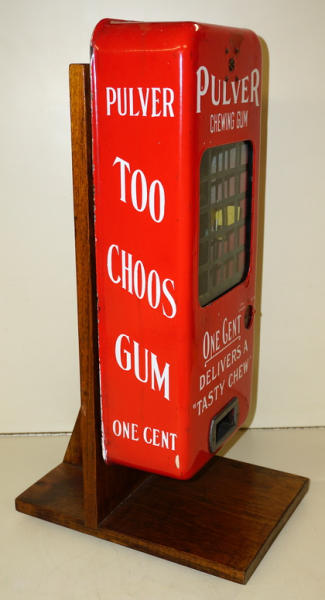 PULVER
TOO
CHOOS
GUM
ONE CENT
PULVER
CHEWING GUM
ONE CENT
DELIVERS A
"TASTY CHEW"